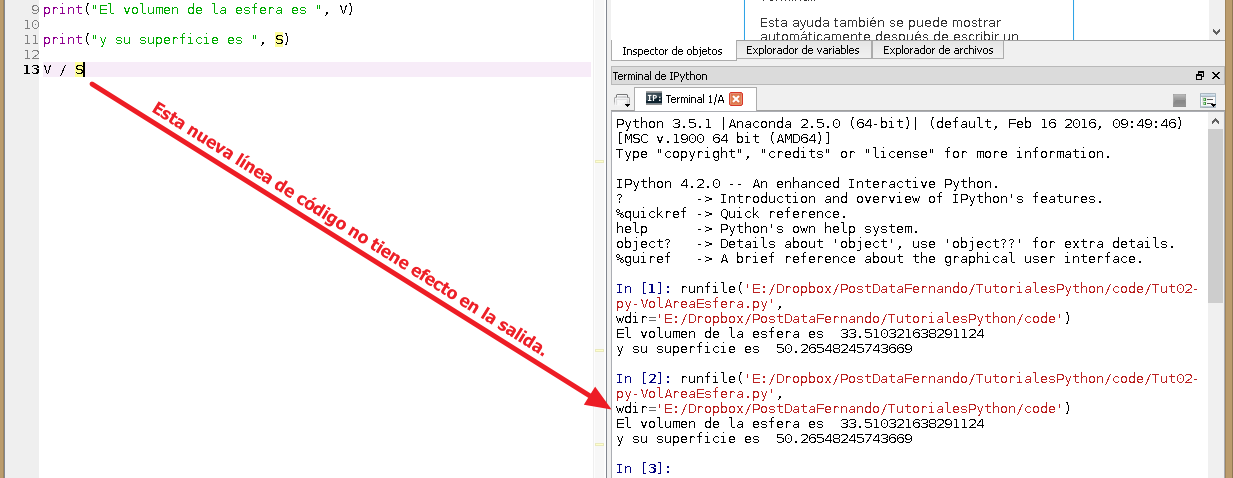 9 print("El volumen de la esfera es ", V)
10
11 print("y su superficie es ", S)
12
13 V / S
Esta nueva línea de código no tiene efecto en la salida.
Esta ayuda también se puede mostrar
automáticamente después de escribir un
Inspector de objetos Explorador de variables Explorador de archivos
Terminal de IPython
IP: Terminal 1/A
Python 3.5.1 |Anaconda 2.5.0 (64-bit)| (default, Feb 16 2016, 09:49:46)
[MSC v.1900 64 bit (AMD64)]
Type "copyright", "credits" or "license" for more information.
IPython 4.2.0 -- An enhanced Interactive Python.
? -> Introduction and overview of IPython's features.
%quickref -> Quick reference.
help -> Python's own help system.
object? -> Details about 'object', use 'object??' for extra details.
%guiref -> A brief reference about the graphical user interface.
In [1]: runfile('E:/Dropbox/PostDataFernando/TutorialesPython/code/Tut02-
py-VolAreaEsfera.py',
wdir='E:/Dropbox/PostDataFernando/TutorialesPython/code')
El volumen de la esfera es  33.510321638291124
y su superficie es  50.26548245743669
In [2]: runfile('E:/Dropbox/PostDataFernando/TutorialesPython/code/Tut02-
py-VolAreaEsfera.py',
wdir='E:/Dropbox/PostDataFernando/TutorialesPython/code')
El volumen de la esfera es  33.510321638291124
y su superficie es  50.26548245743669
In [3]: